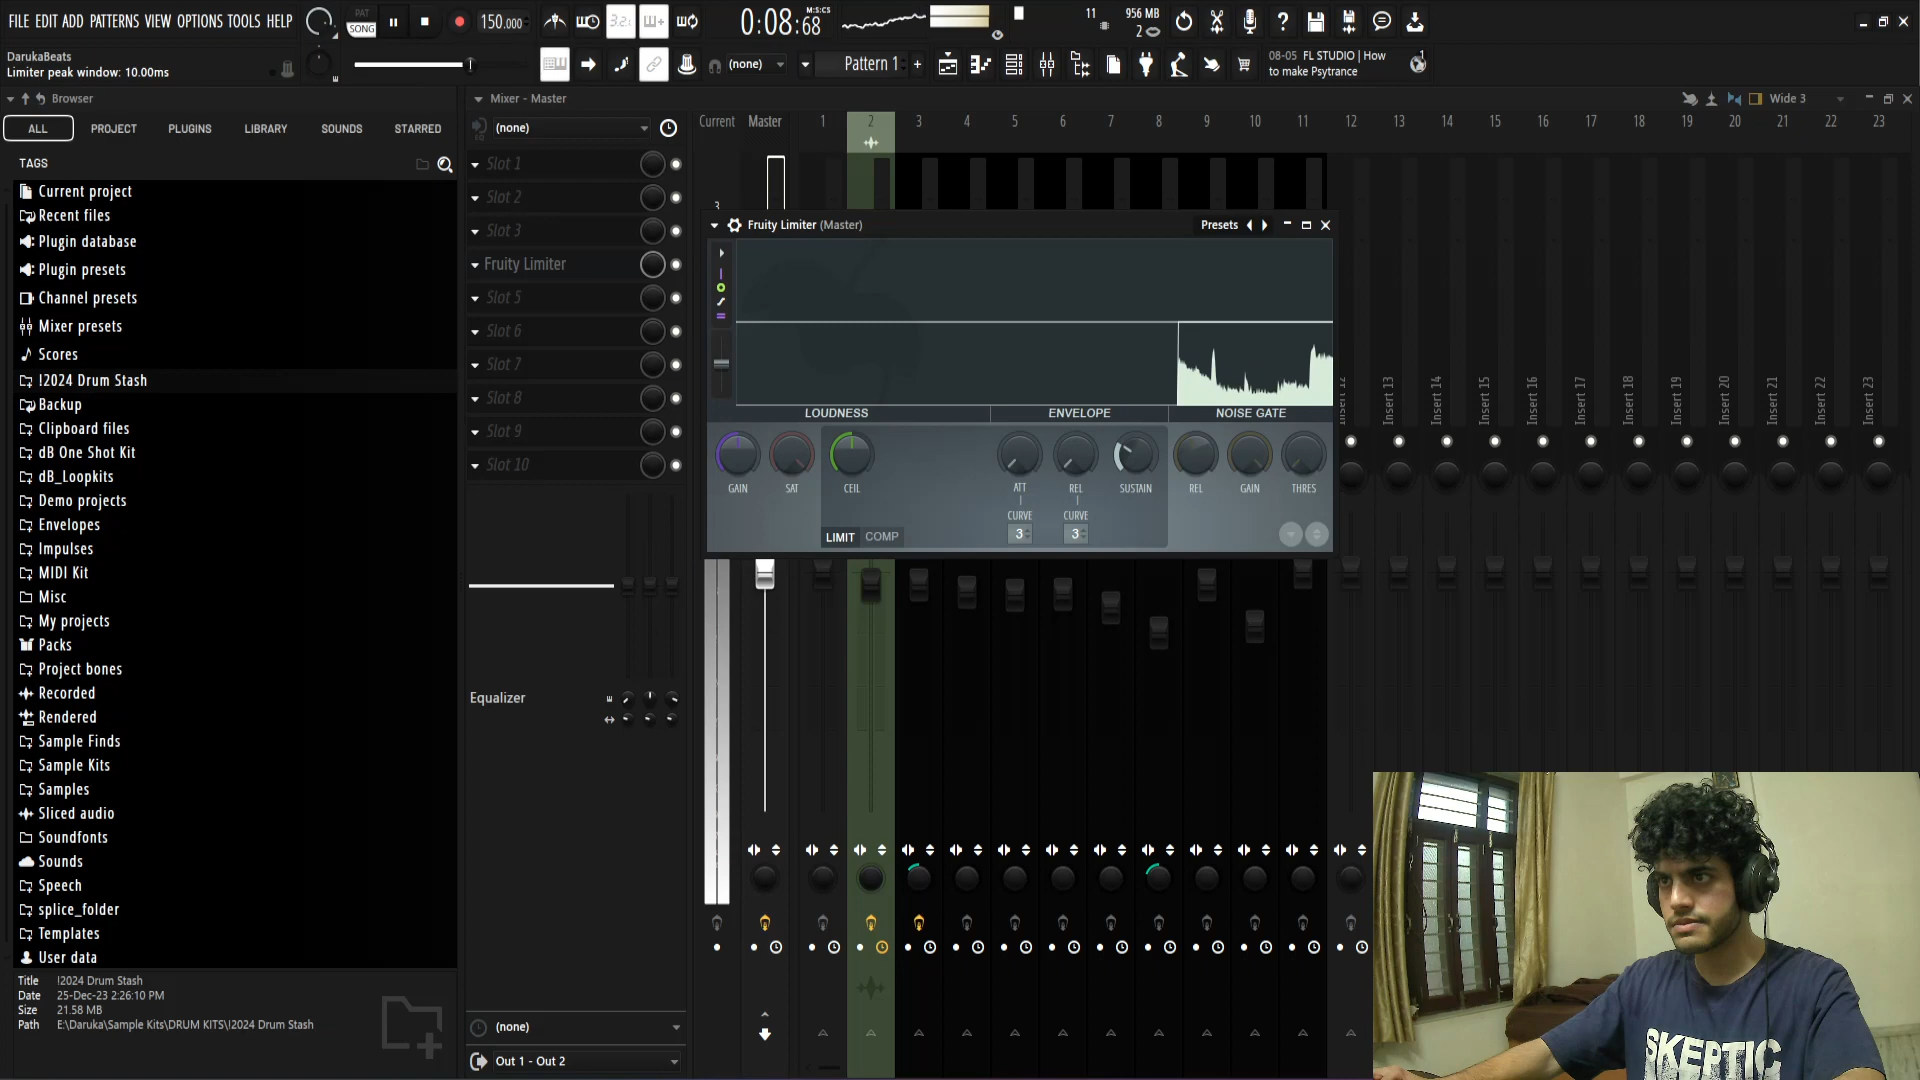 FILE EDIT ADD PATTERNS VIEW OPTIONS TOOLS HELP
PAT
SONG
150.000
3.2.1
0:08:68
M:S:CS
11
956 MB
2
DarukaBeats
Limiter peak window: 10.00ms
(none)
Pattern 1
08-05 FL STUDIO | How
to make Psytrance
Browser
ALL
PROJECT
PLUGINS
LIBRARY
SOUNDS
STARRED
TAGS
Current project
Recent files
Plugin database
Plugin presets
Channel presets
Mixer presets
Scores
!2024 Drum Stash
Backup
Clipboard files
dB One Shot Kit
dB_Loopkits
Demo projects
Envelopes
Impulses
MIDI Kit
Misc
My projects
Packs
Project bones
Recorded
Rendered
Sample Finds
Sample Kits
Samples
Sliced audio
Soundfonts
Sounds
Speech
splice_folder
Templates
User data
Title !2024 Drum Stash
Date 25-Dec-23 2:26:10 PM
Size 21.58 MB
Path E:\Daruka\Sample Kits\DRUM KITS\!2024 Drum Stash
Mixer - Master
Wide 3
(none)
Slot 1
Slot 2
Slot 3
Fruity Limiter
Slot 5
Slot 6
Slot 7
Slot 8
Slot 9
Slot 10
Equalizer
(none)
Out 1 - Out 2
Current Master 1 2 3 4 5 6 7 8 9 10 11 12 13 14 15 16 17 18 19 20 21 22 23
3
Fruity Limiter (Master)
Presets
LOUDNESS
ENVELOPE
NOISE GATE
GAIN
SAT
CEIL
ATT
REL
SUSTAIN
REL
GAIN
THRES
CURVE
CURVE
3
3
LIMIT
COMP
Insert 13
Insert 14
Insert 15
Insert 16
Insert 17
Insert 18
Insert 19
Insert 20
Insert 21
Insert 22
Insert 23
SKEPTIC